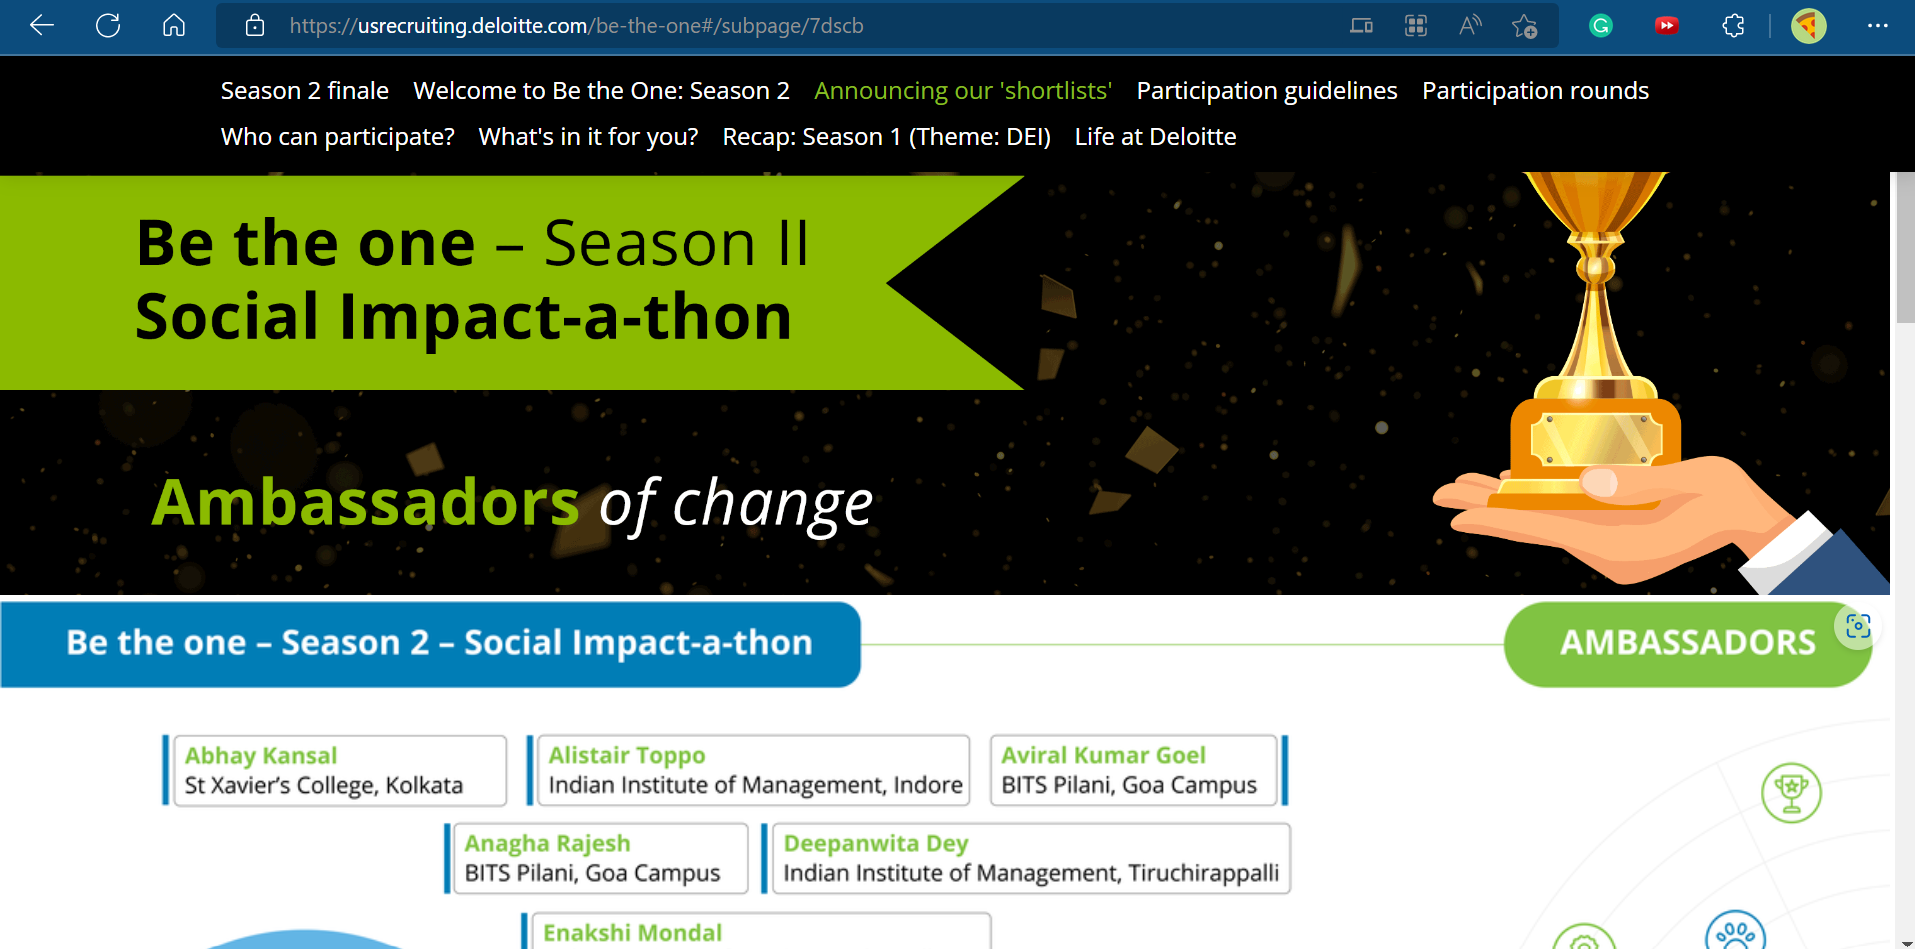 https://usrecruiting.deloitte.com/be-the-one#/subpage/7dscb
Season 2 finale Welcome to Be the One: Season 2 Announcing our 'shortlists' Participation guidelines Participation rounds
Who can participate? What's in it for you? Recap: Season 1 (Theme: DEI) Life at Deloitte
Be the one – Season II
Social Impact-a-thon
Ambassadors of change
Be the one – Season 2 – Social Impact-a-thon
AMBASSADORS
Abhay Kansal
St Xavier’s College, Kolkata
Alistair Toppo
Indian Institute of Management, Indore
Aviral Kumar Goel
BITS Pilani, Goa Campus
Anagha Rajesh
BITS Pilani, Goa Campus
Deepanwita Dey
Indian Institute of Management, Tiruchirappalli
Enakshi Mondal